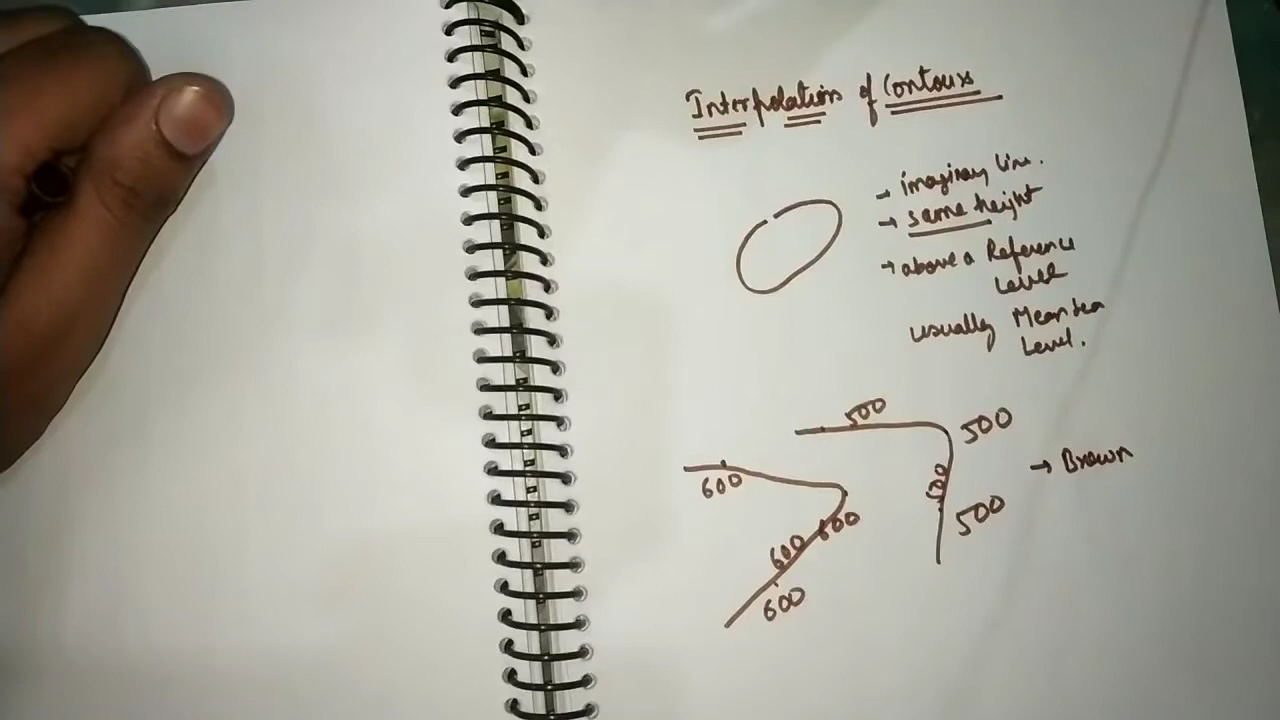 Interpolation of Contours
→ imaginary line.
→ same height
→ above a Reference
Level
usually Mean sea
Level.
500
500
→ Brown
600
500
500
600
600
600